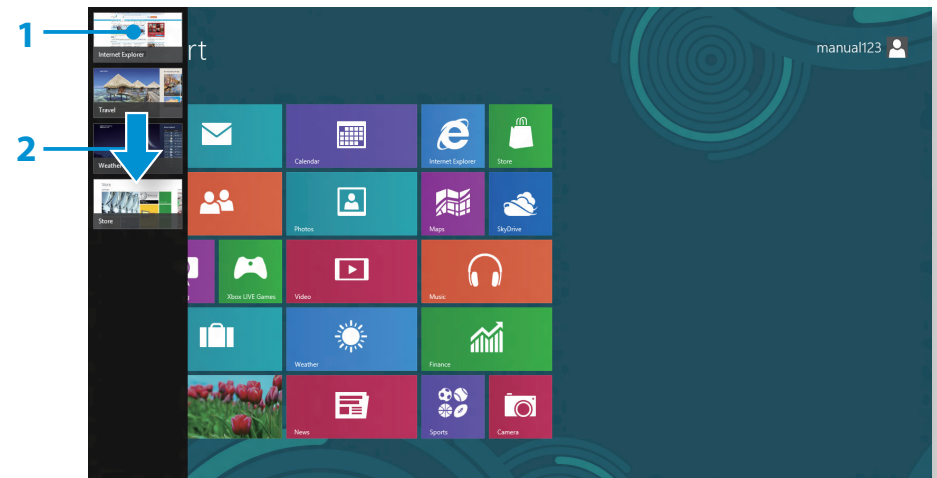 1
Internet Explorer
rt
manual123
Travel
2
Weather
Store
Store
Calendar
Internet Explorer
Store
Photos
Maps
SkyDrive
g
Xbox LIVE Games
Video
Music
Weather
Finance
News
Sports
Camera